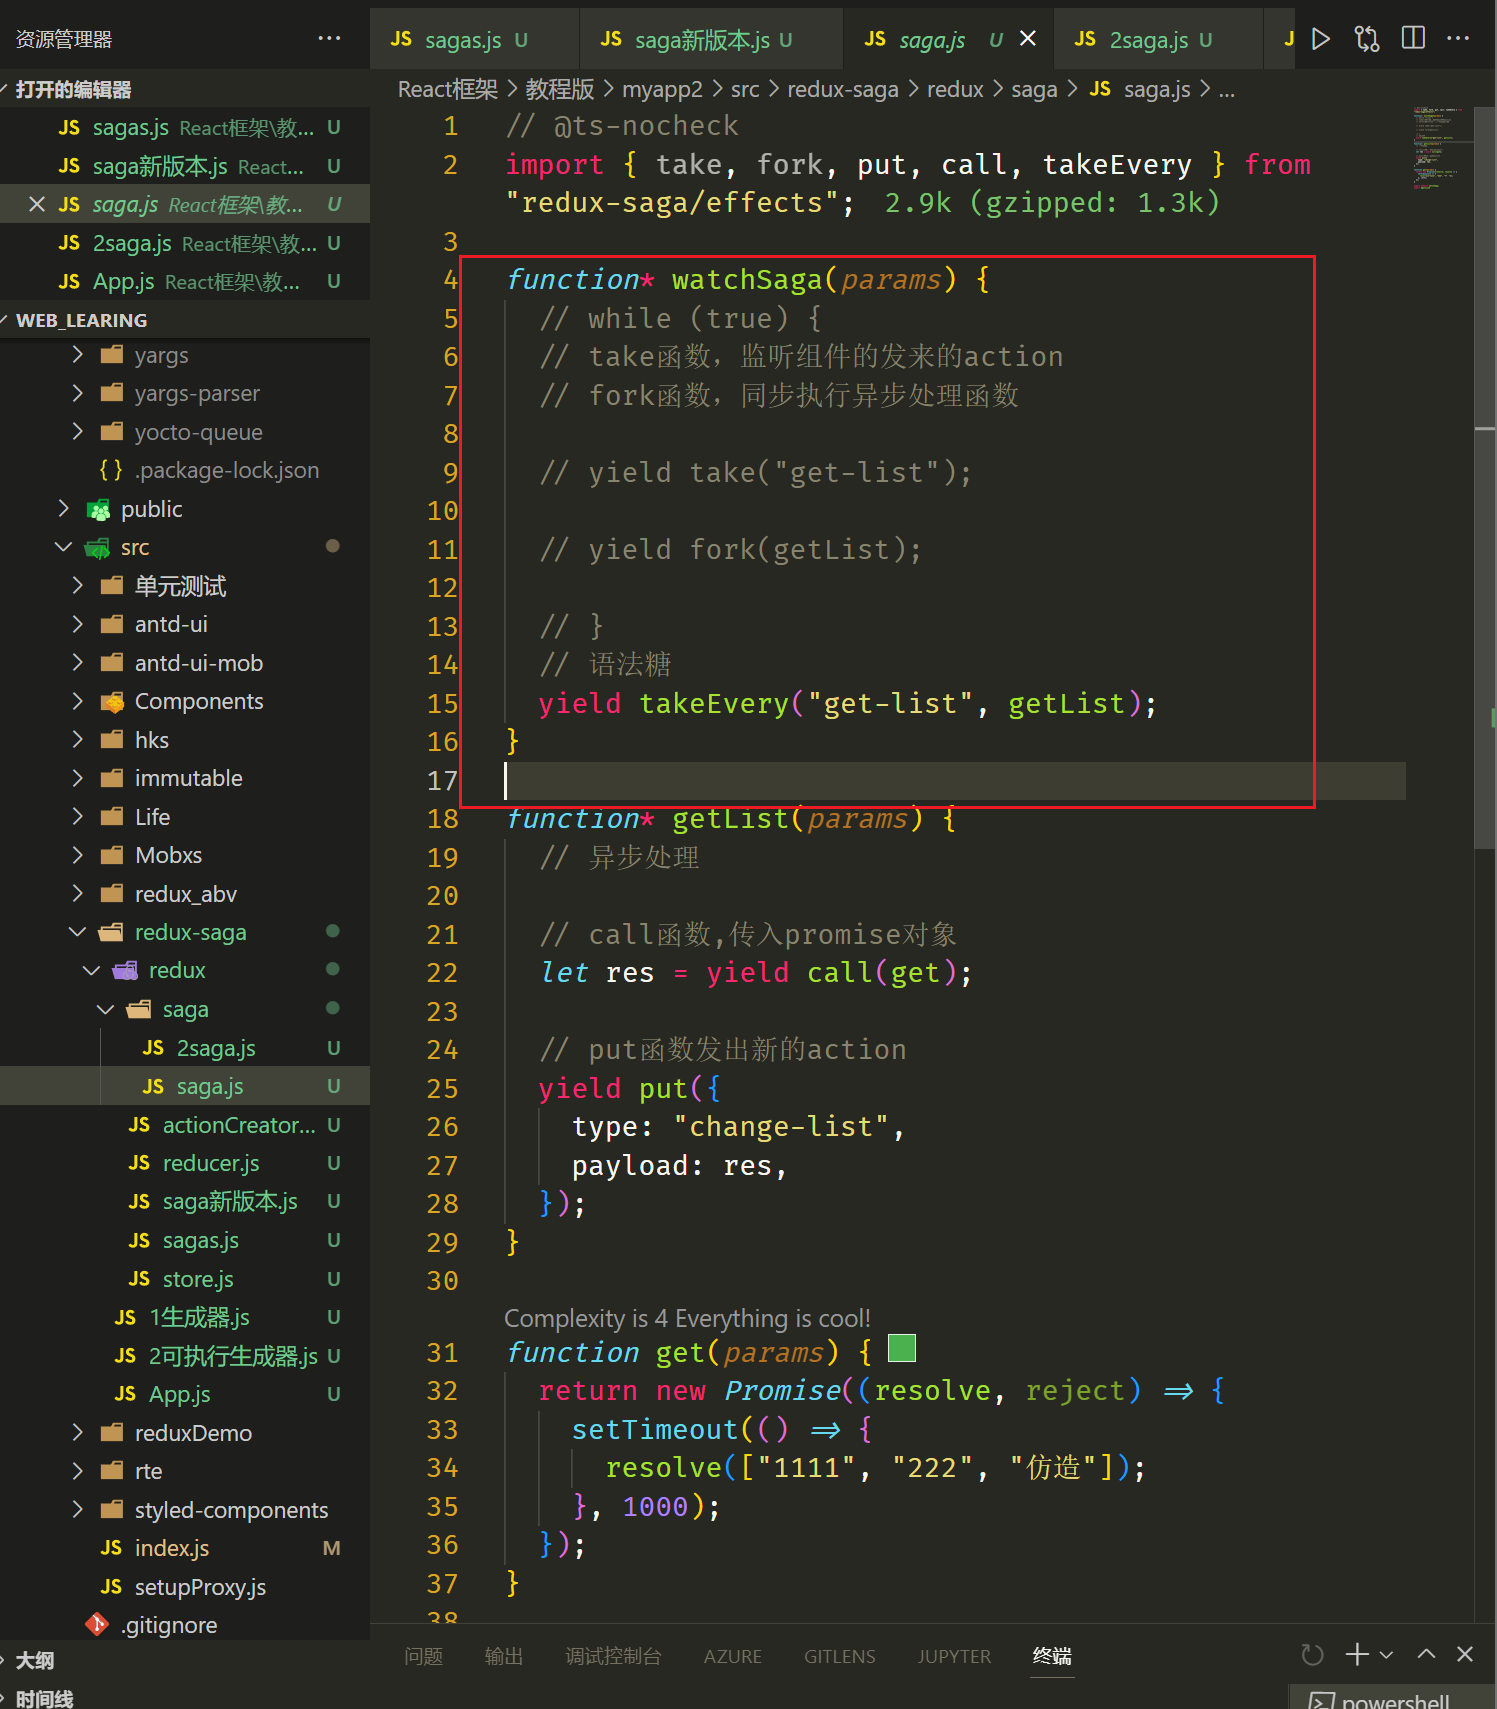 资源管理器 ···
打开的编辑器
JS sagas.js React框架\教... U
JS saga新版本.js React... U
JS saga.js React框架\教... U
JS 2saga.js React框架\教... U
JS App.js React框架\教... U
WEB_LEARING
yargs
yargs-parser
yocto-queue
{} .package-lock.json
public
src
单元测试
antd-ui
antd-ui-mob
Components
hks
immutable
Life
Mobxs
redux_abv
redux-saga
redux
saga
JS 2saga.js U
JS saga.js U
JS actionCreator... U
JS reducer.js U
JS saga新版本.js U
JS sagas.js U
JS store.js U
JS 1生成器.js U
JS 2可执行生成器.js U
JS App.js U
reduxDemo
rte
styled-components
JS index.js M
JS setupProxy.js
.gitignore
大纲
时间线
JS sagas.js U JS saga新版本.js U JS saga.js U JS 2saga.js U J
React框架 > 教程版 > myapp2 > src > redux-saga > redux > saga > JS saga.js > ...
1 // @ts-nocheck
2 import { take, fork, put, call, takeEvery } from
"redux-saga/effects"; 2.9k (gzipped: 1.3k)
3
4 function* watchSaga(params) {
5 // while (true) {
6 // take函数，监听组件的发来的action
7 // fork函数，同步执行异步处理函数
8
9 // yield take("get-list");
10
11 // yield fork(getList);
12
13 // }
14 // 语法糖
15 yield takeEvery("get-list", getList);
16 }
17
18 function* getList(params) {
19 // 异步处理
20
21 // call函数,传入promise对象
22 let res = yield call(get);
23
24 // put函数发出新的action
25 yield put({
26 type: "change-list",
27 payload: res,
28 });
29 }
30
Complexity is 4 Everything is cool!
31 function get(params) {
32 return new Promise((resolve, reject) => {
33 setTimeout(() => {
34 resolve(["1111", "222", "仿造"]);
35 }, 1000);
36 });
37 }
38
问题 输出 调试控制台 AZURE GITLENS JUPYTER 终端
powershell